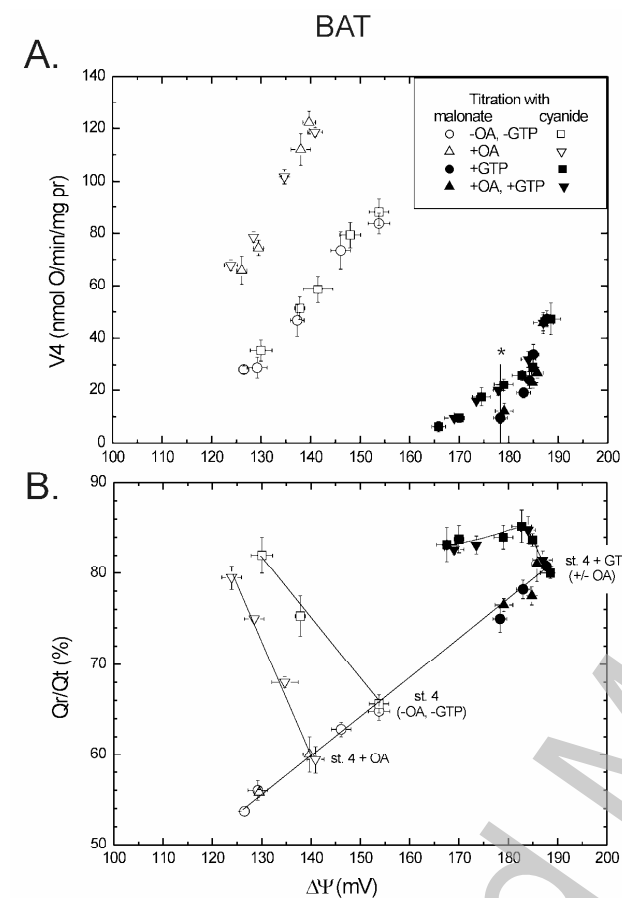 BAT
A.
Titration with
malonate cyanide
-OA, -GTP
+OA
+GTP
+OA, +GTP
V4 (nmol O/min/mg pr)
140
120
100
80
60
40
20
0
*
100 110 120 130 140 150 160 170 180 190 200
B.
Qr/Qt (%)
90
80
70
60
50
st. 4 + GT
(+/- OA)
st. 4
(-OA, -GTP)
st. 4 + OA
100 110 120 130 140 150 160 170 180 190 200
ΔΨ (mV)